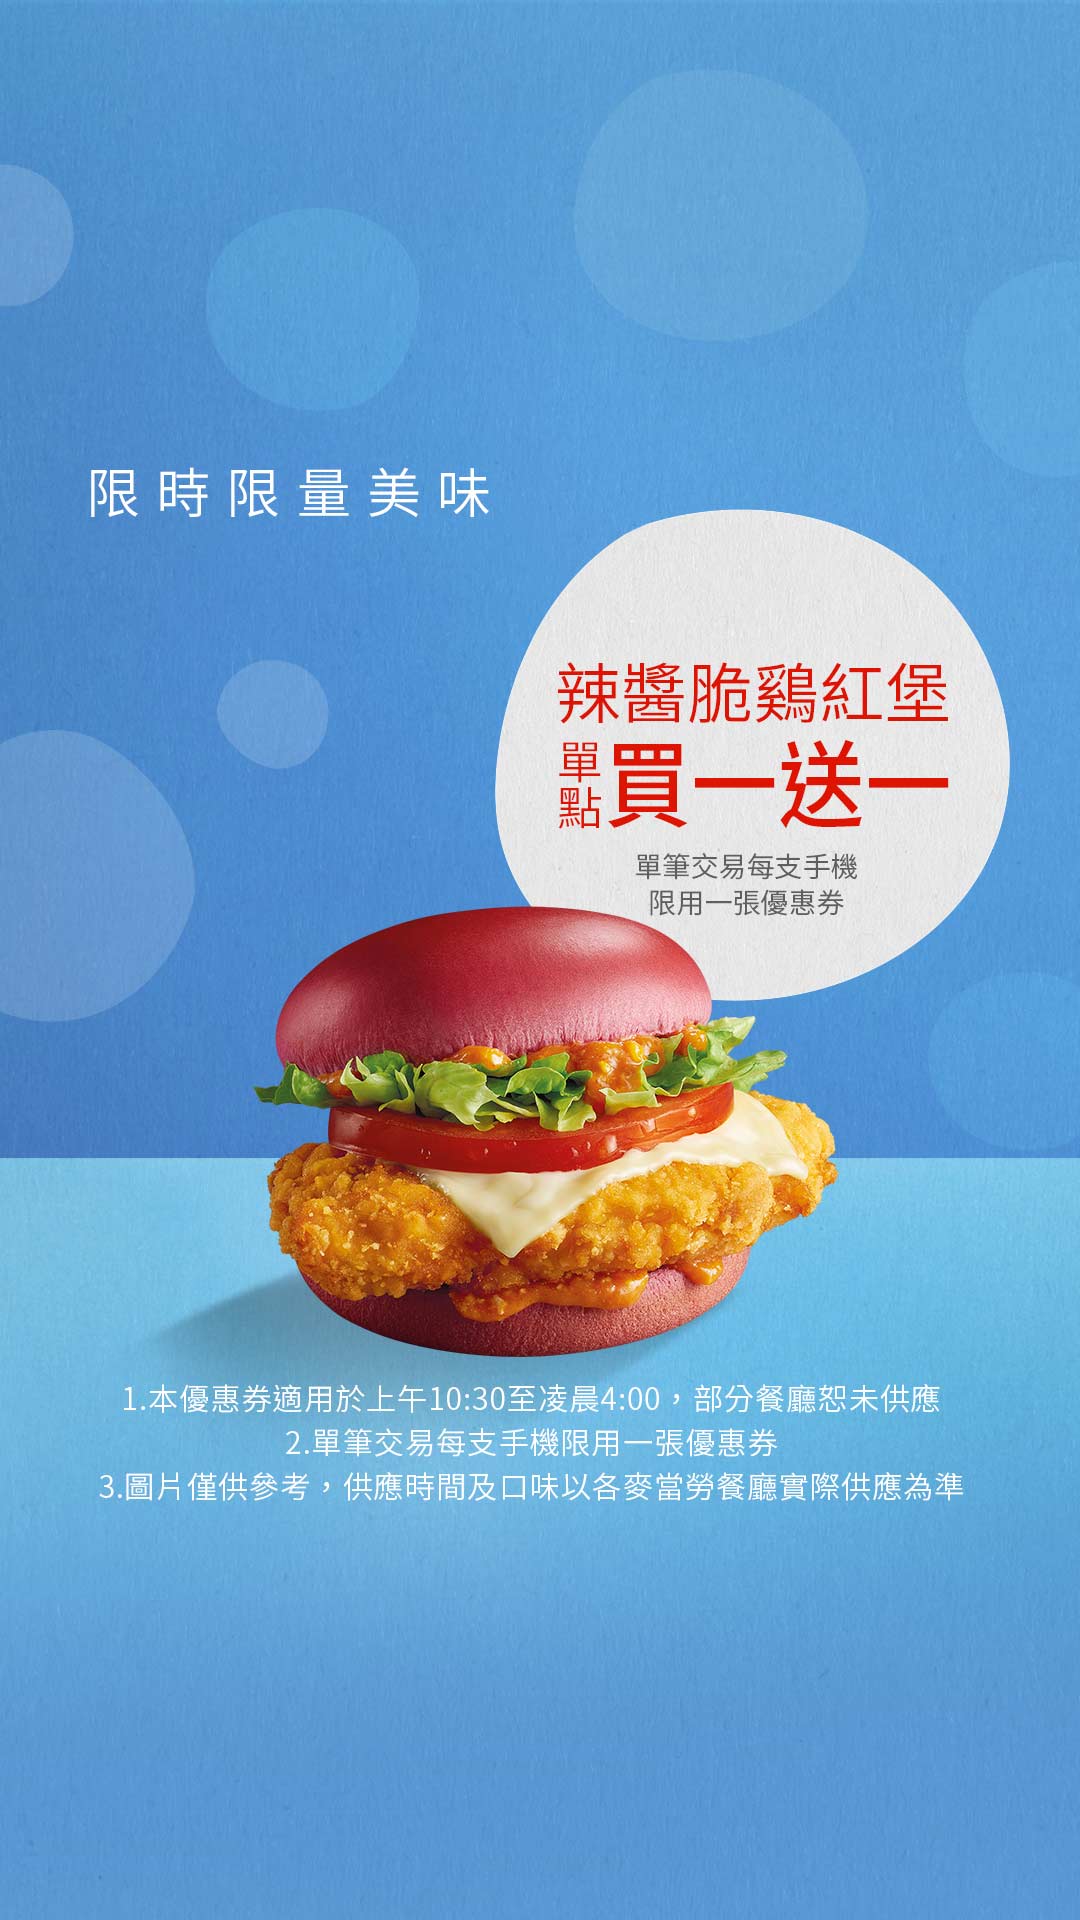 限時限量美味
辣醬脆鷄紅堡
單點買一送一
單筆交易每支手機
限用一張優惠券
1.本優惠券適用於上午10:30至凌晨4:00，部分餐廳恕未供應
2.單筆交易每支手機限用一張優惠券
3.圖片僅供參考，供應時間及口味以各麥當勞餐廳實際供應為準